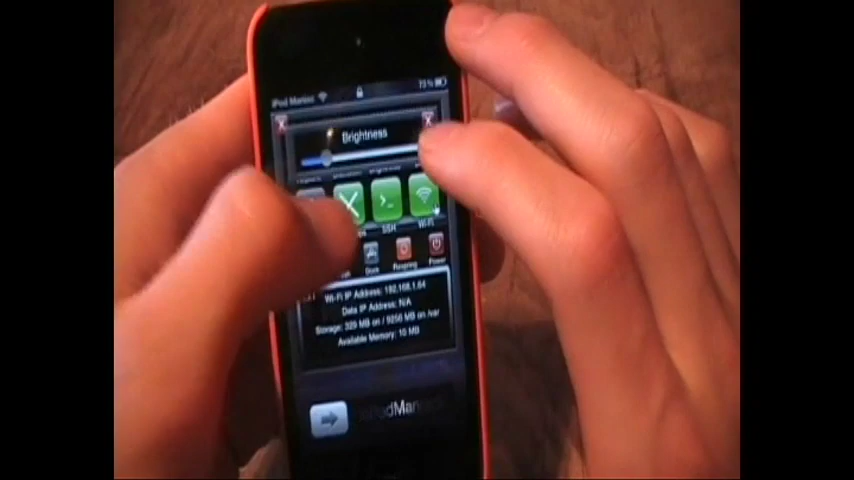 iPod Maniac 73%
Brightness
SSH Wi-Fi
Dock Respring Power
Wi-Fi IP Address: 192.168.1.64
Data IP Address: N/A
Storage: 329 MB on / 9256 MB on /var
Available Memory: 10 MB